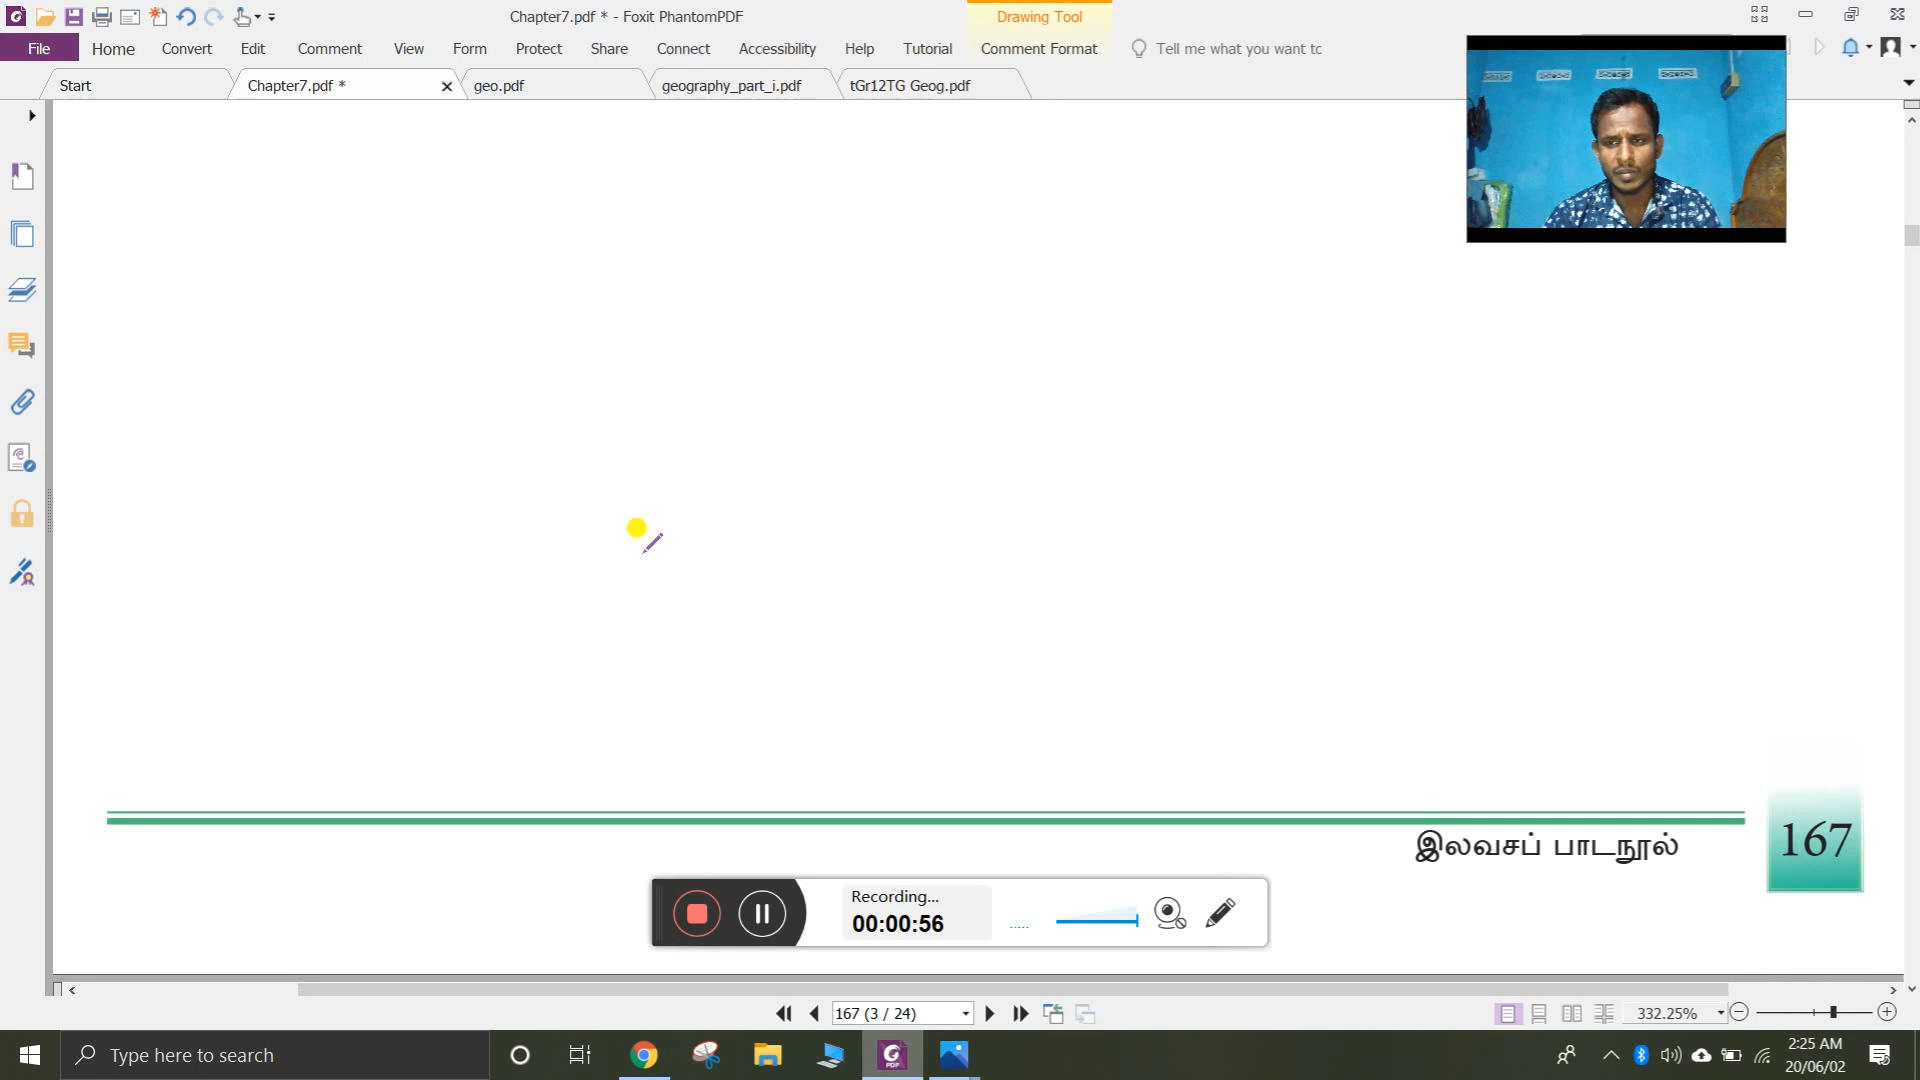 Chapter7.pdf * - Foxit PhantomPDF
Drawing Tool
File Home Convert Edit Comment View Form Protect Share Connect Accessibility Help Tutorial Comment Format Tell me what you want tc
Start Chapter7.pdf * geo.pdf geography_part_i.pdf tGr12TG Geog.pdf
இலவசப் பாடநூல்
167
Recording...
00:00:56
167 (3 / 24)
332.25%
Type here to search
2:25 AM
20/06/02